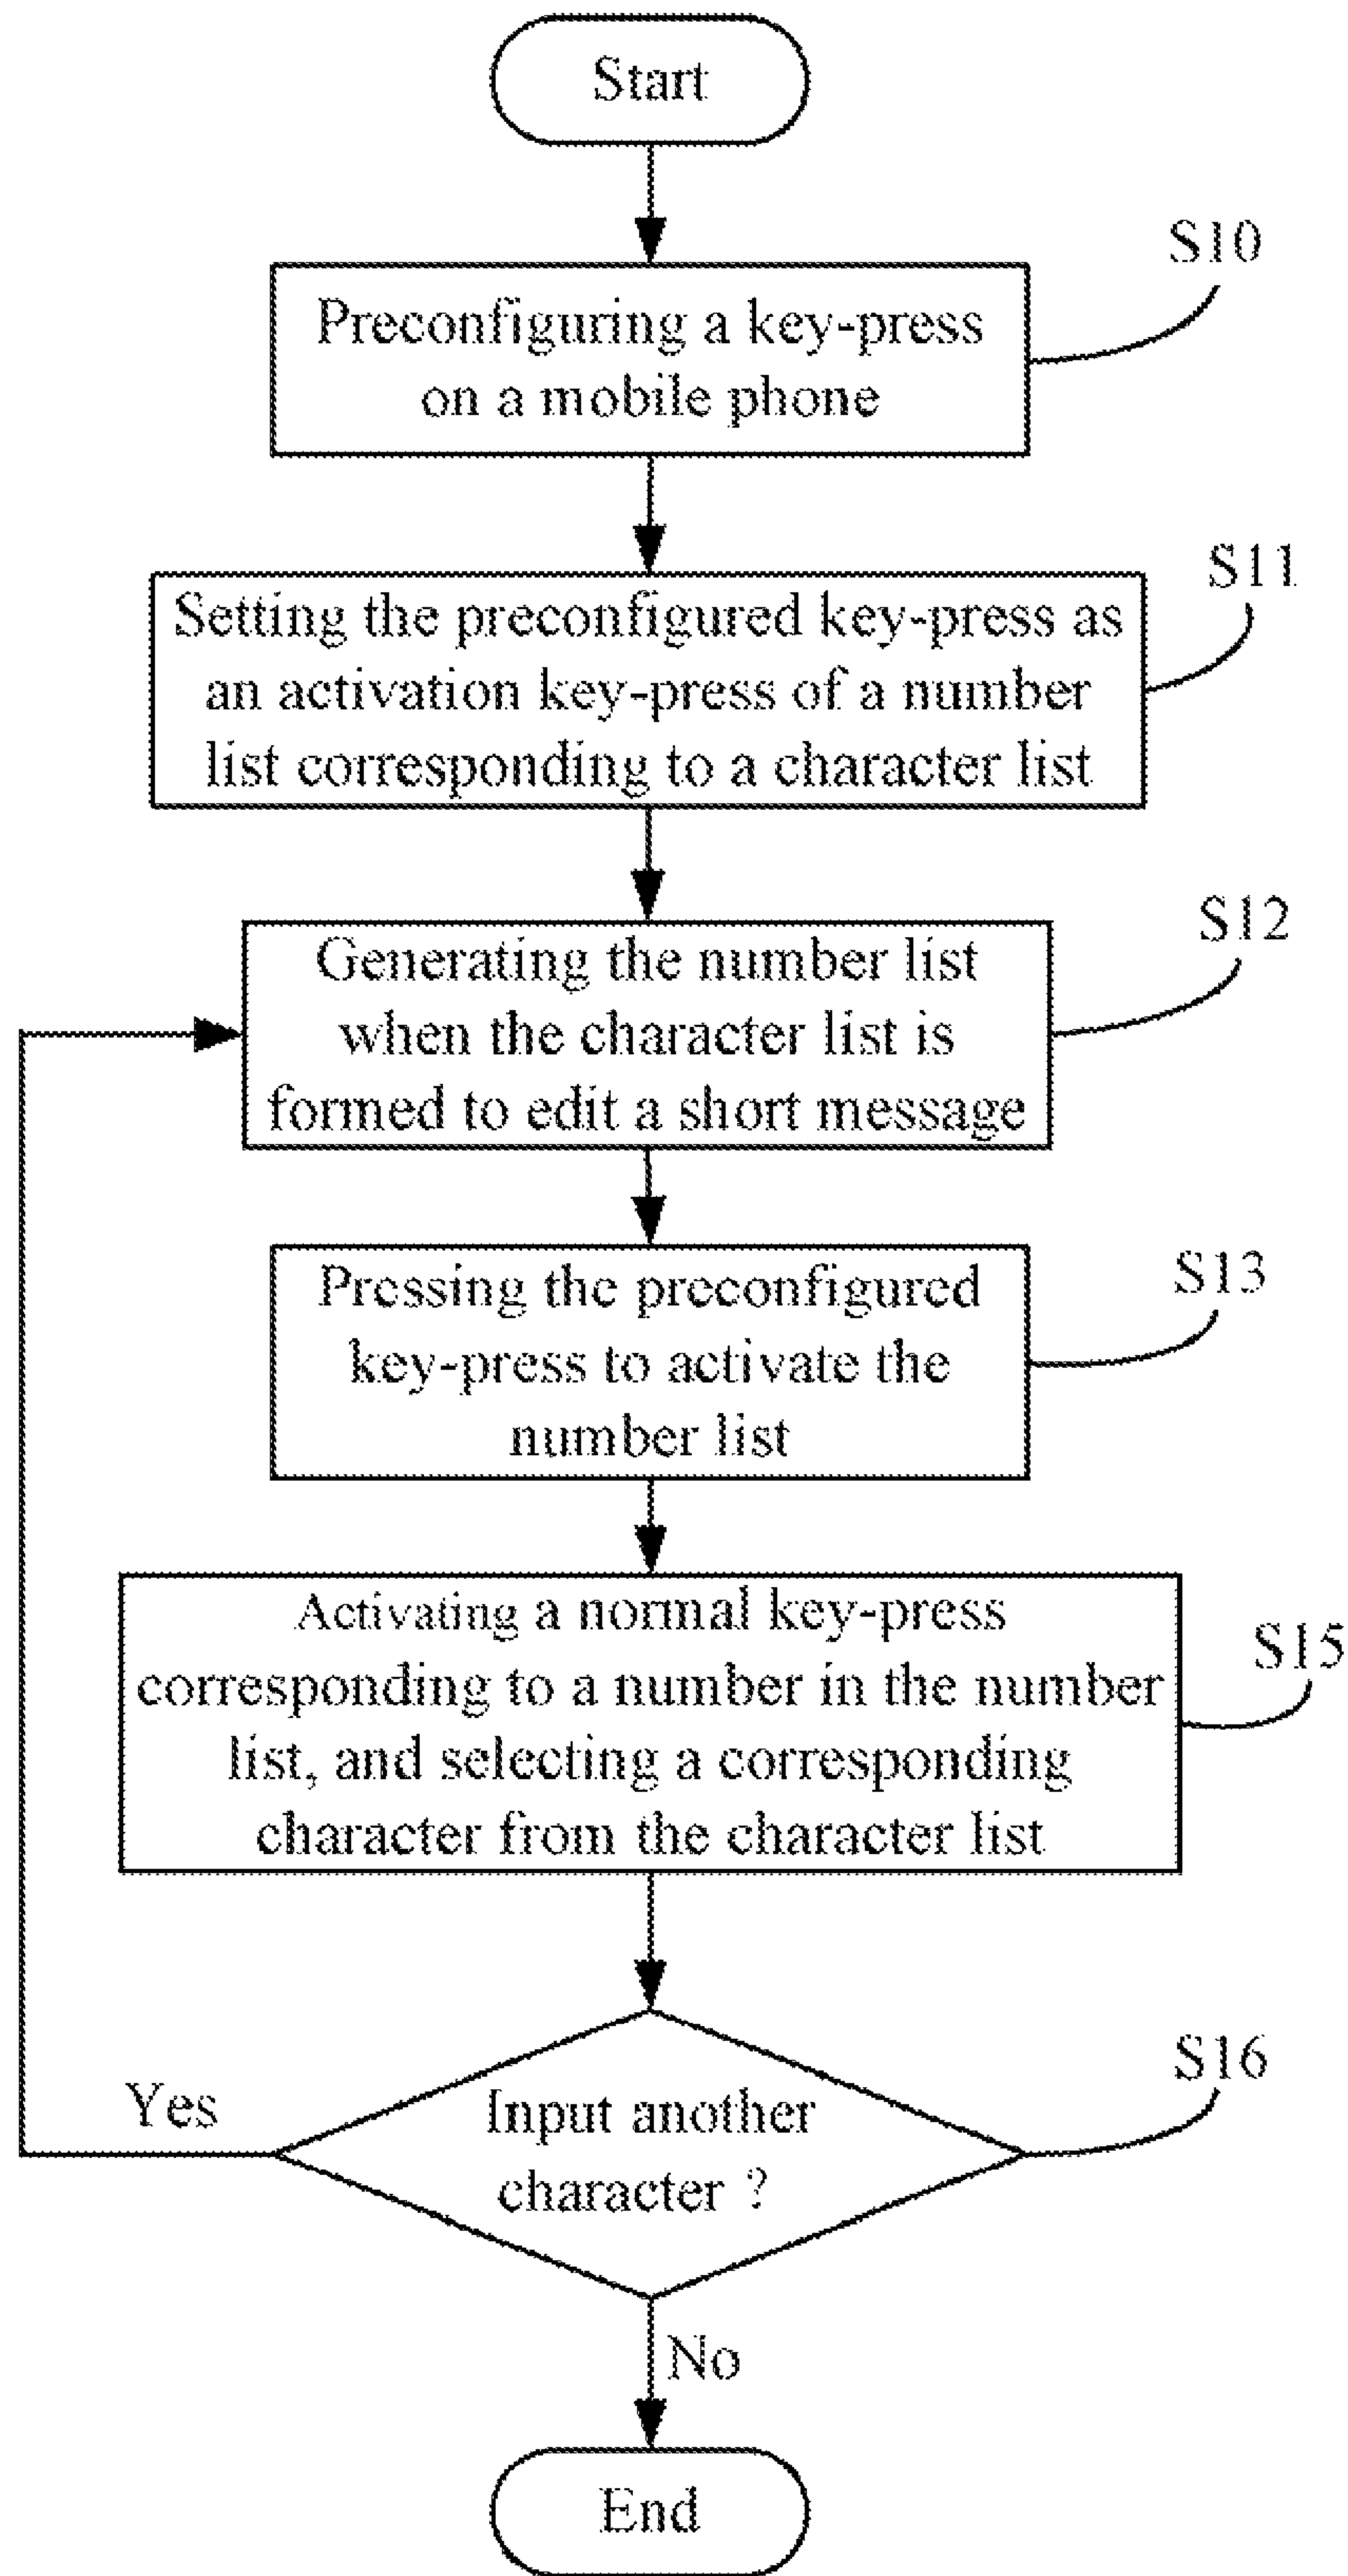 Start
S10
Preconfiguring a key-press
on a mobile phone
S11
Setting the preconfigured key-press as
an activation key-press of a number
list corresponding to a character list
S12
Generating the number list
when the character list is
formed to edit a short message
S13
Pressing the preconfigured
key-press to activate the
number list
S15
Activating a normal key-press
corresponding to a number in the number
list, and selecting a corresponding
character from the character list
S16
Yes
Input another
character ?
No
End